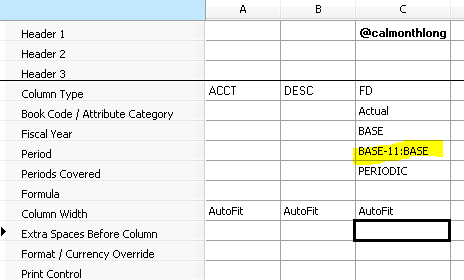 A B C
Header 1 @calmonthlong
Header 2
Header 3
Column Type ACCT DESC FD
Book Code / Attribute Category Actual
Fiscal Year BASE
Period BASE-11:BASE
Periods Covered PERIODIC
Formula
Column Width AutoFit AutoFit AutoFit
Extra Spaces Before Column
Format / Currency Override
Print Control